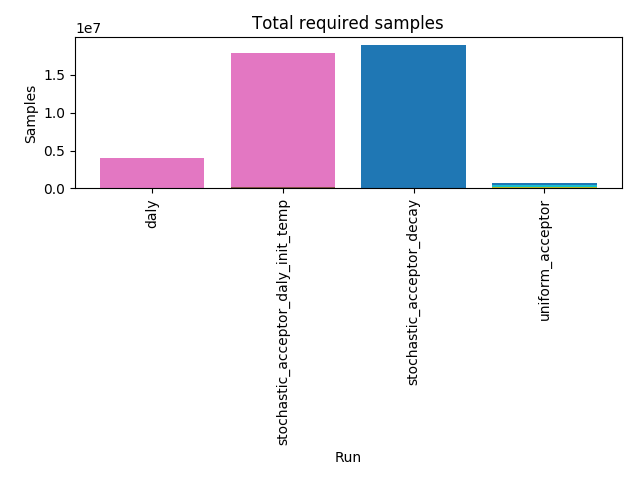 Total required samples
1e7
Samples
1.5
1.0
0.5
0.0
daly
stochastic_acceptor_daly_init_temp
stochastic_acceptor_decay
uniform_acceptor
Run